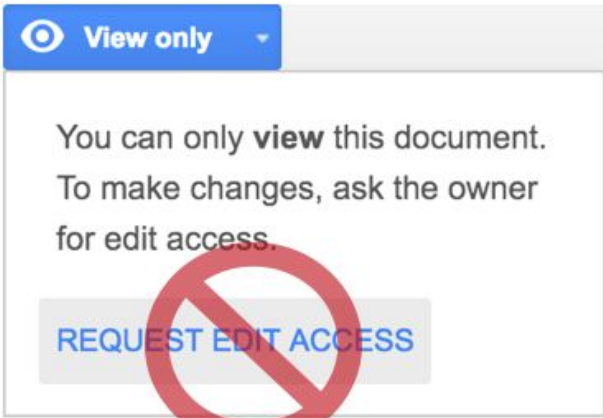 View only
You can only view this document.
To make changes, ask the owner
for edit access.
REQUEST EDIT ACCESS